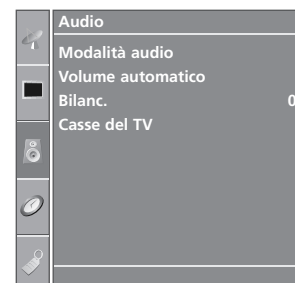 Audio
Modalità audio
Volume automatico
Bilanc. 0
Casse del TV